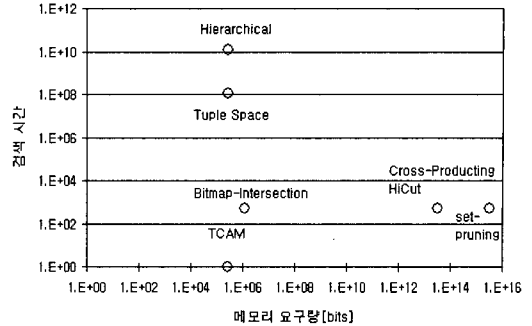 1.E+12
Hierarchical
1.E+10
1.E+08
Tuple Space
검색 시간
1.E+06
1.E+04
Cross-Producting
Bitmap-Intersection
HiCut
set-
pruning
1.E+02
TCAM
1.E+00
1.E+00 1.E+02 1.E+04 1.E+06 1.E+08 1.E+10 1.E+12 1.E+14 1.E+16
메모리 요구량[bits]